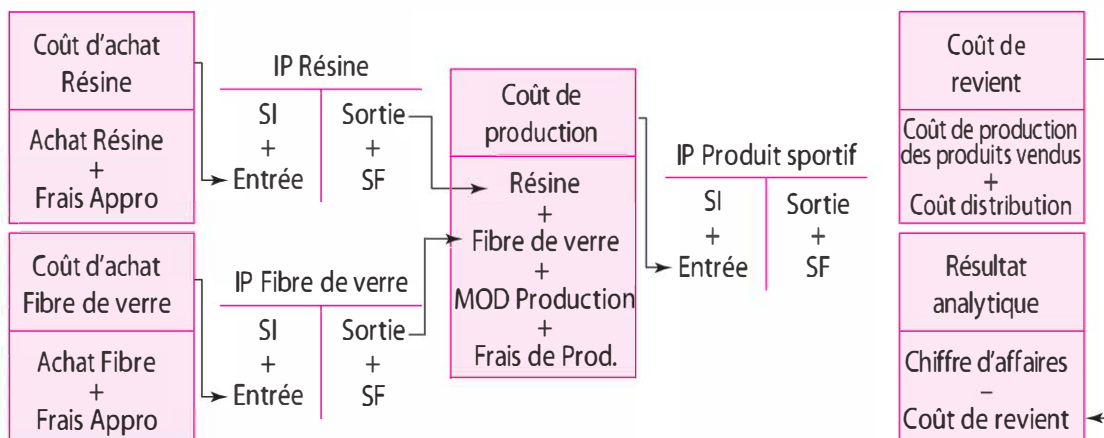 Coût d'achat
Résine
Achat Résine
+
Frais Appro
IP Résine
SI
+
Entrée
Sortie
+
SF
Coût d'achat
Fibre de verre
Achat Fibre
+
Frais Appro
IP Fibre de verre
SI
+
Entrée
Sortie
+
SF
Coût de
production
Résine
+
Fibre de verre
+
MOD Production
+
Frais de Prod.
IP Produit sportif
SI
+
Entrée
Sortie
+
SF
Coût de
revient
Coût de production
des produits vendus
+
Coût distribution
Résultat
analytique
Chiffre d'affaires
–
Coût de revient